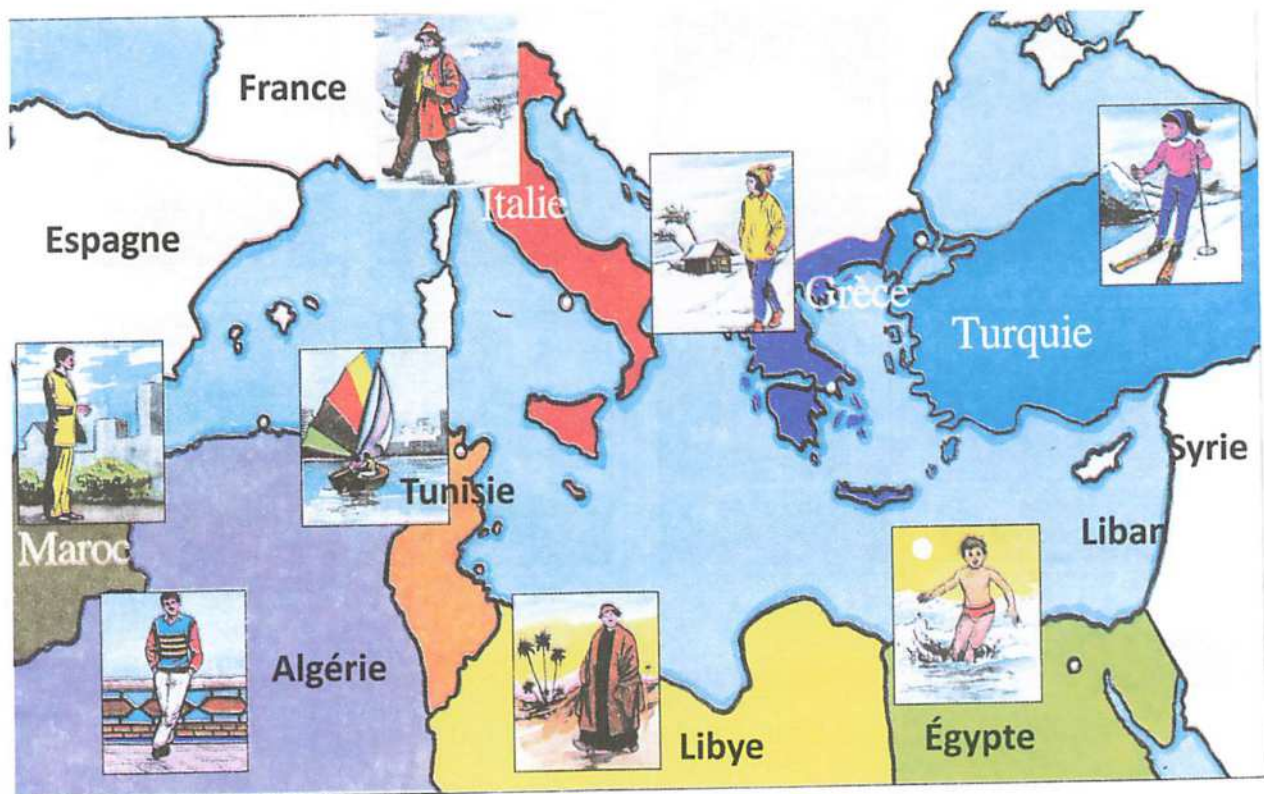 France
Italie
Espagne
Grèce
Turquie
Syrie
Tunisie
Liban
Maroc
Algérie
Libye
Égypte